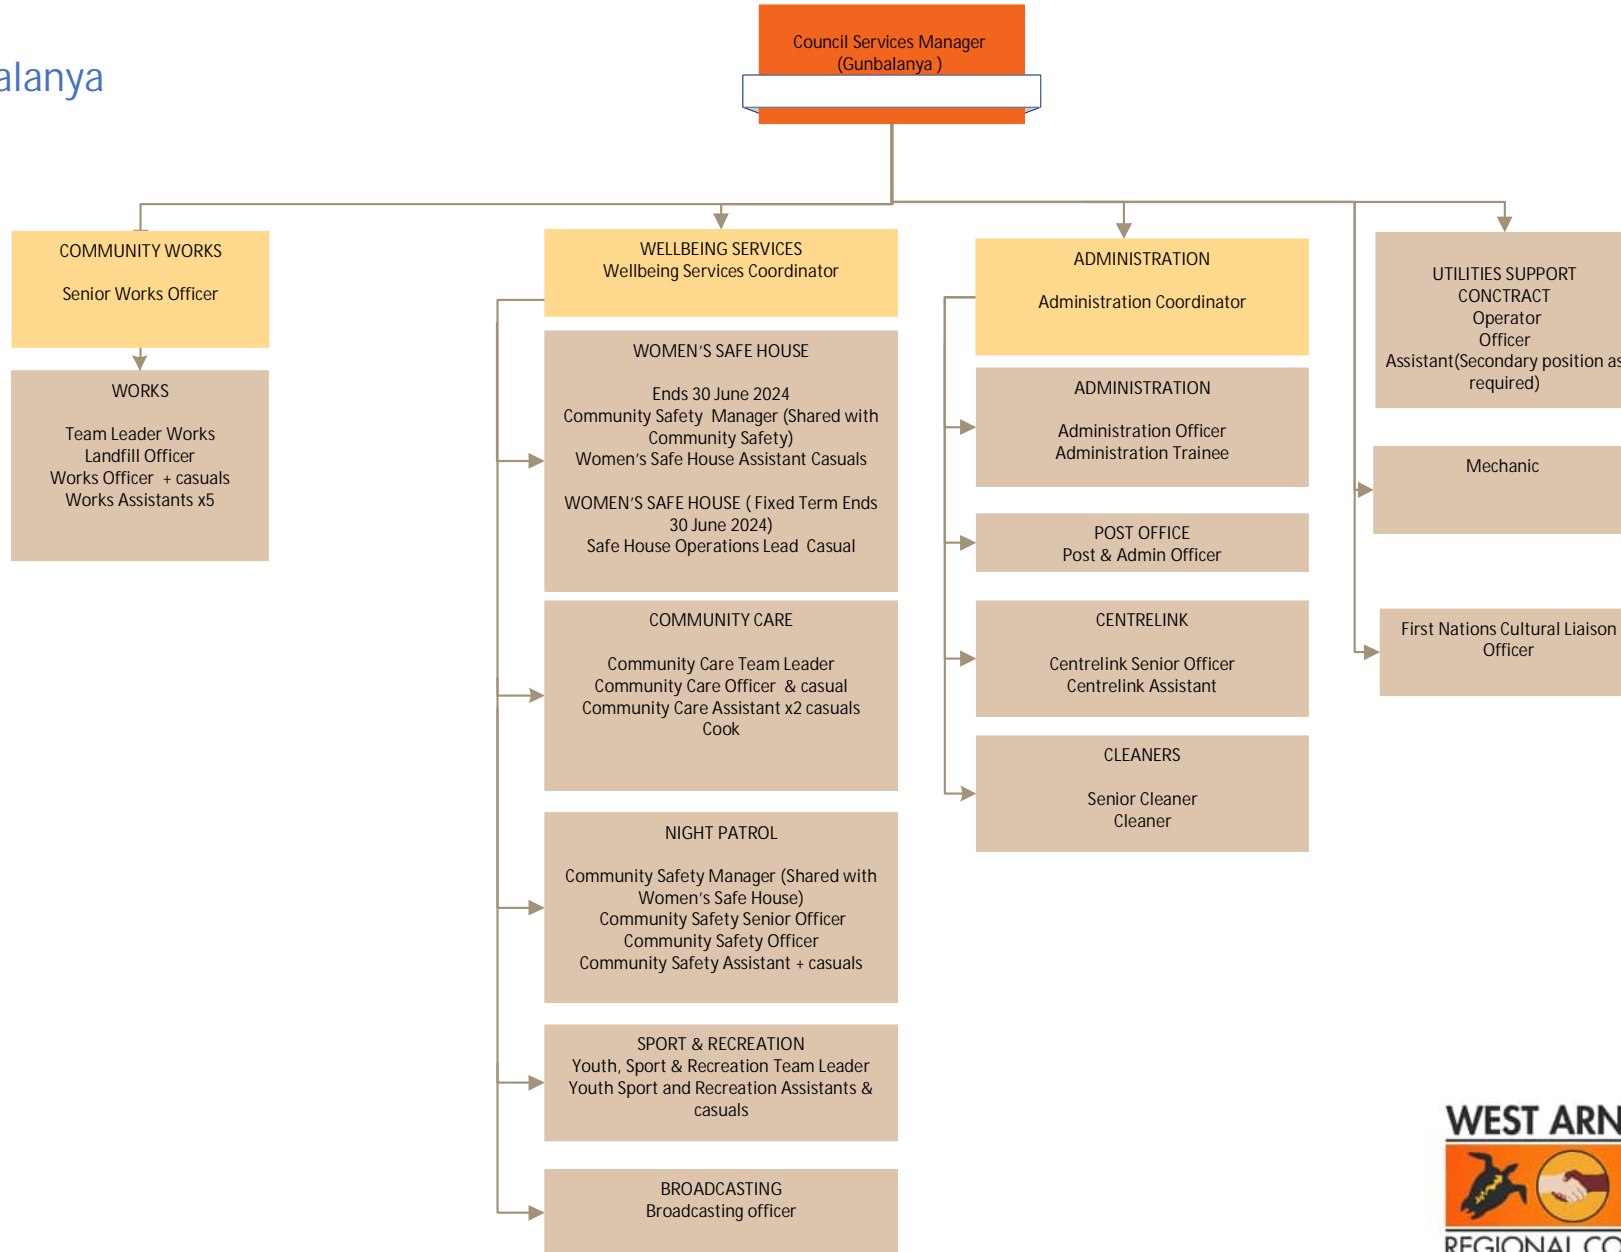 alanya
Council Services Manager
(Gunbalanya )
COMMUNITY WORKS
Senior Works Officer
WORKS
Team Leader Works
Landfill Officer
Works Officer + casuals
Works Assistants x5
WELLBEING SERVICES
Wellbeing Services Coordinator
WOMEN'S SAFE HOUSE
Ends 30 June 2024
Community Safety Manager (Shared with
Community Safety)
Women's Safe House Assistant Casuals
WOMEN'S SAFE HOUSE ( Fixed Term Ends
30 June 2024)
Safe House Operations Lead Casual
COMMUNITY CARE
Community Care Team Leader
Community Care Officer & casual
Community Care Assistant x2 casuals
Cook
NIGHT PATROL
Community Safety Manager (Shared with
Women's Safe House)
Community Safety Senior Officer
Community Safety Officer
Community Safety Assistant + casuals
SPORT & RECREATION
Youth, Sport & Recreation Team Leader
Youth Sport and Recreation Assistants &
casuals
BROADCASTING
Broadcasting officer
ADMINISTRATION
Administration Coordinator
ADMINISTRATION
Administration Officer
Administration Trainee
POST OFFICE
Post & Admin Officer
CENTRELINK
Centrelink Senior Officer
Centrelink Assistant
CLEANERS
Senior Cleaner
Cleaner
UTILITIES SUPPORT
CONCTRACT
Operator
Officer
Assistant(Secondary position as
required)
Mechanic
First Nations Cultural Liaison
Officer
WEST ARN
REGIONAL CO